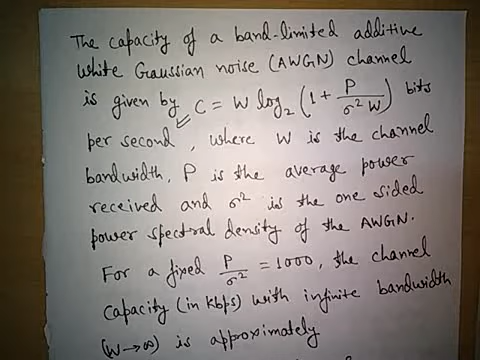 The capacity of a band-limited additive
white Gaussian noise (AWGN) channel
is given by C = W log₂ (1 + P/σ²W) bits
per second, where W is the channel
bandwidth, P is the average power
received and σ² is the one sided
power spectral density of the AWGN.
For a fixed P/σ² = 1000, the channel
capacity (in kbps) with infinite bandwidth
(W→∞) is approximately